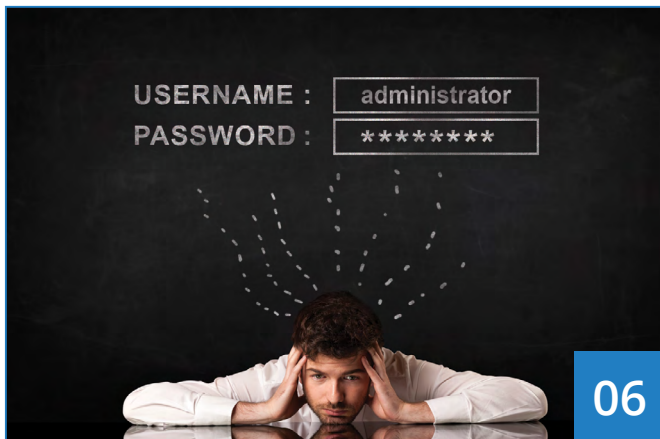 USERNAME : administrator
PASSWORD : ********
06